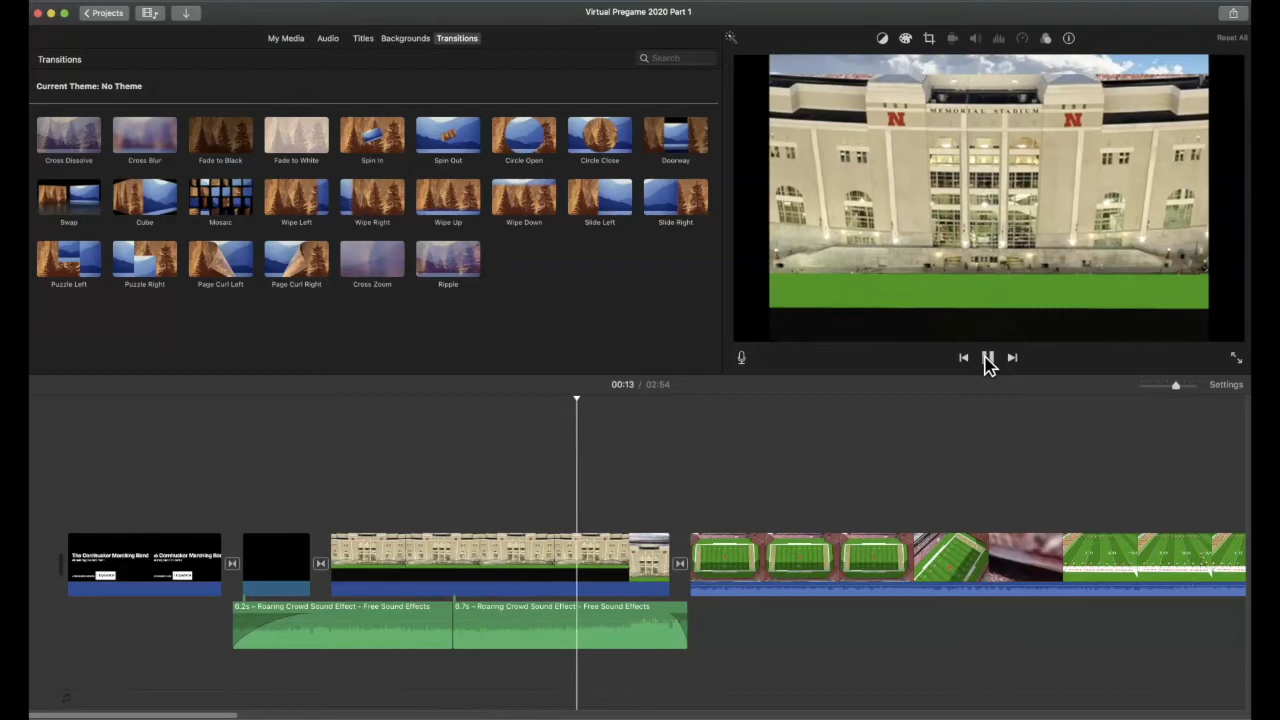 Projects
Virtual Pregame 2020 Part 1
My Media Audio Titles Backgrounds Transitions
Reset All
Transitions
Search
Current Theme: No Theme
Cross Dissolve Cross Blur Fade to Black Fade to White Spin In Spin Out Circle Open Circle Close Doorway
Swap Cube Mosaic Wipe Left Wipe Right Wipe Up Wipe Down Slide Left Slide Right
Puzzle Left Puzzle Right Page Curl Left Page Curl Right Cross Zoom Ripple
MEMORIAL STADIUM
N N
00:13 / 02:54
Settings
The Cornhusker Marching Band
Cornhusker Marching Ban
6.2s – Roaring Crowd Sound Effect - Free Sound Effects
6.7s – Roaring Crowd Sound Effect - Free Sound Effects